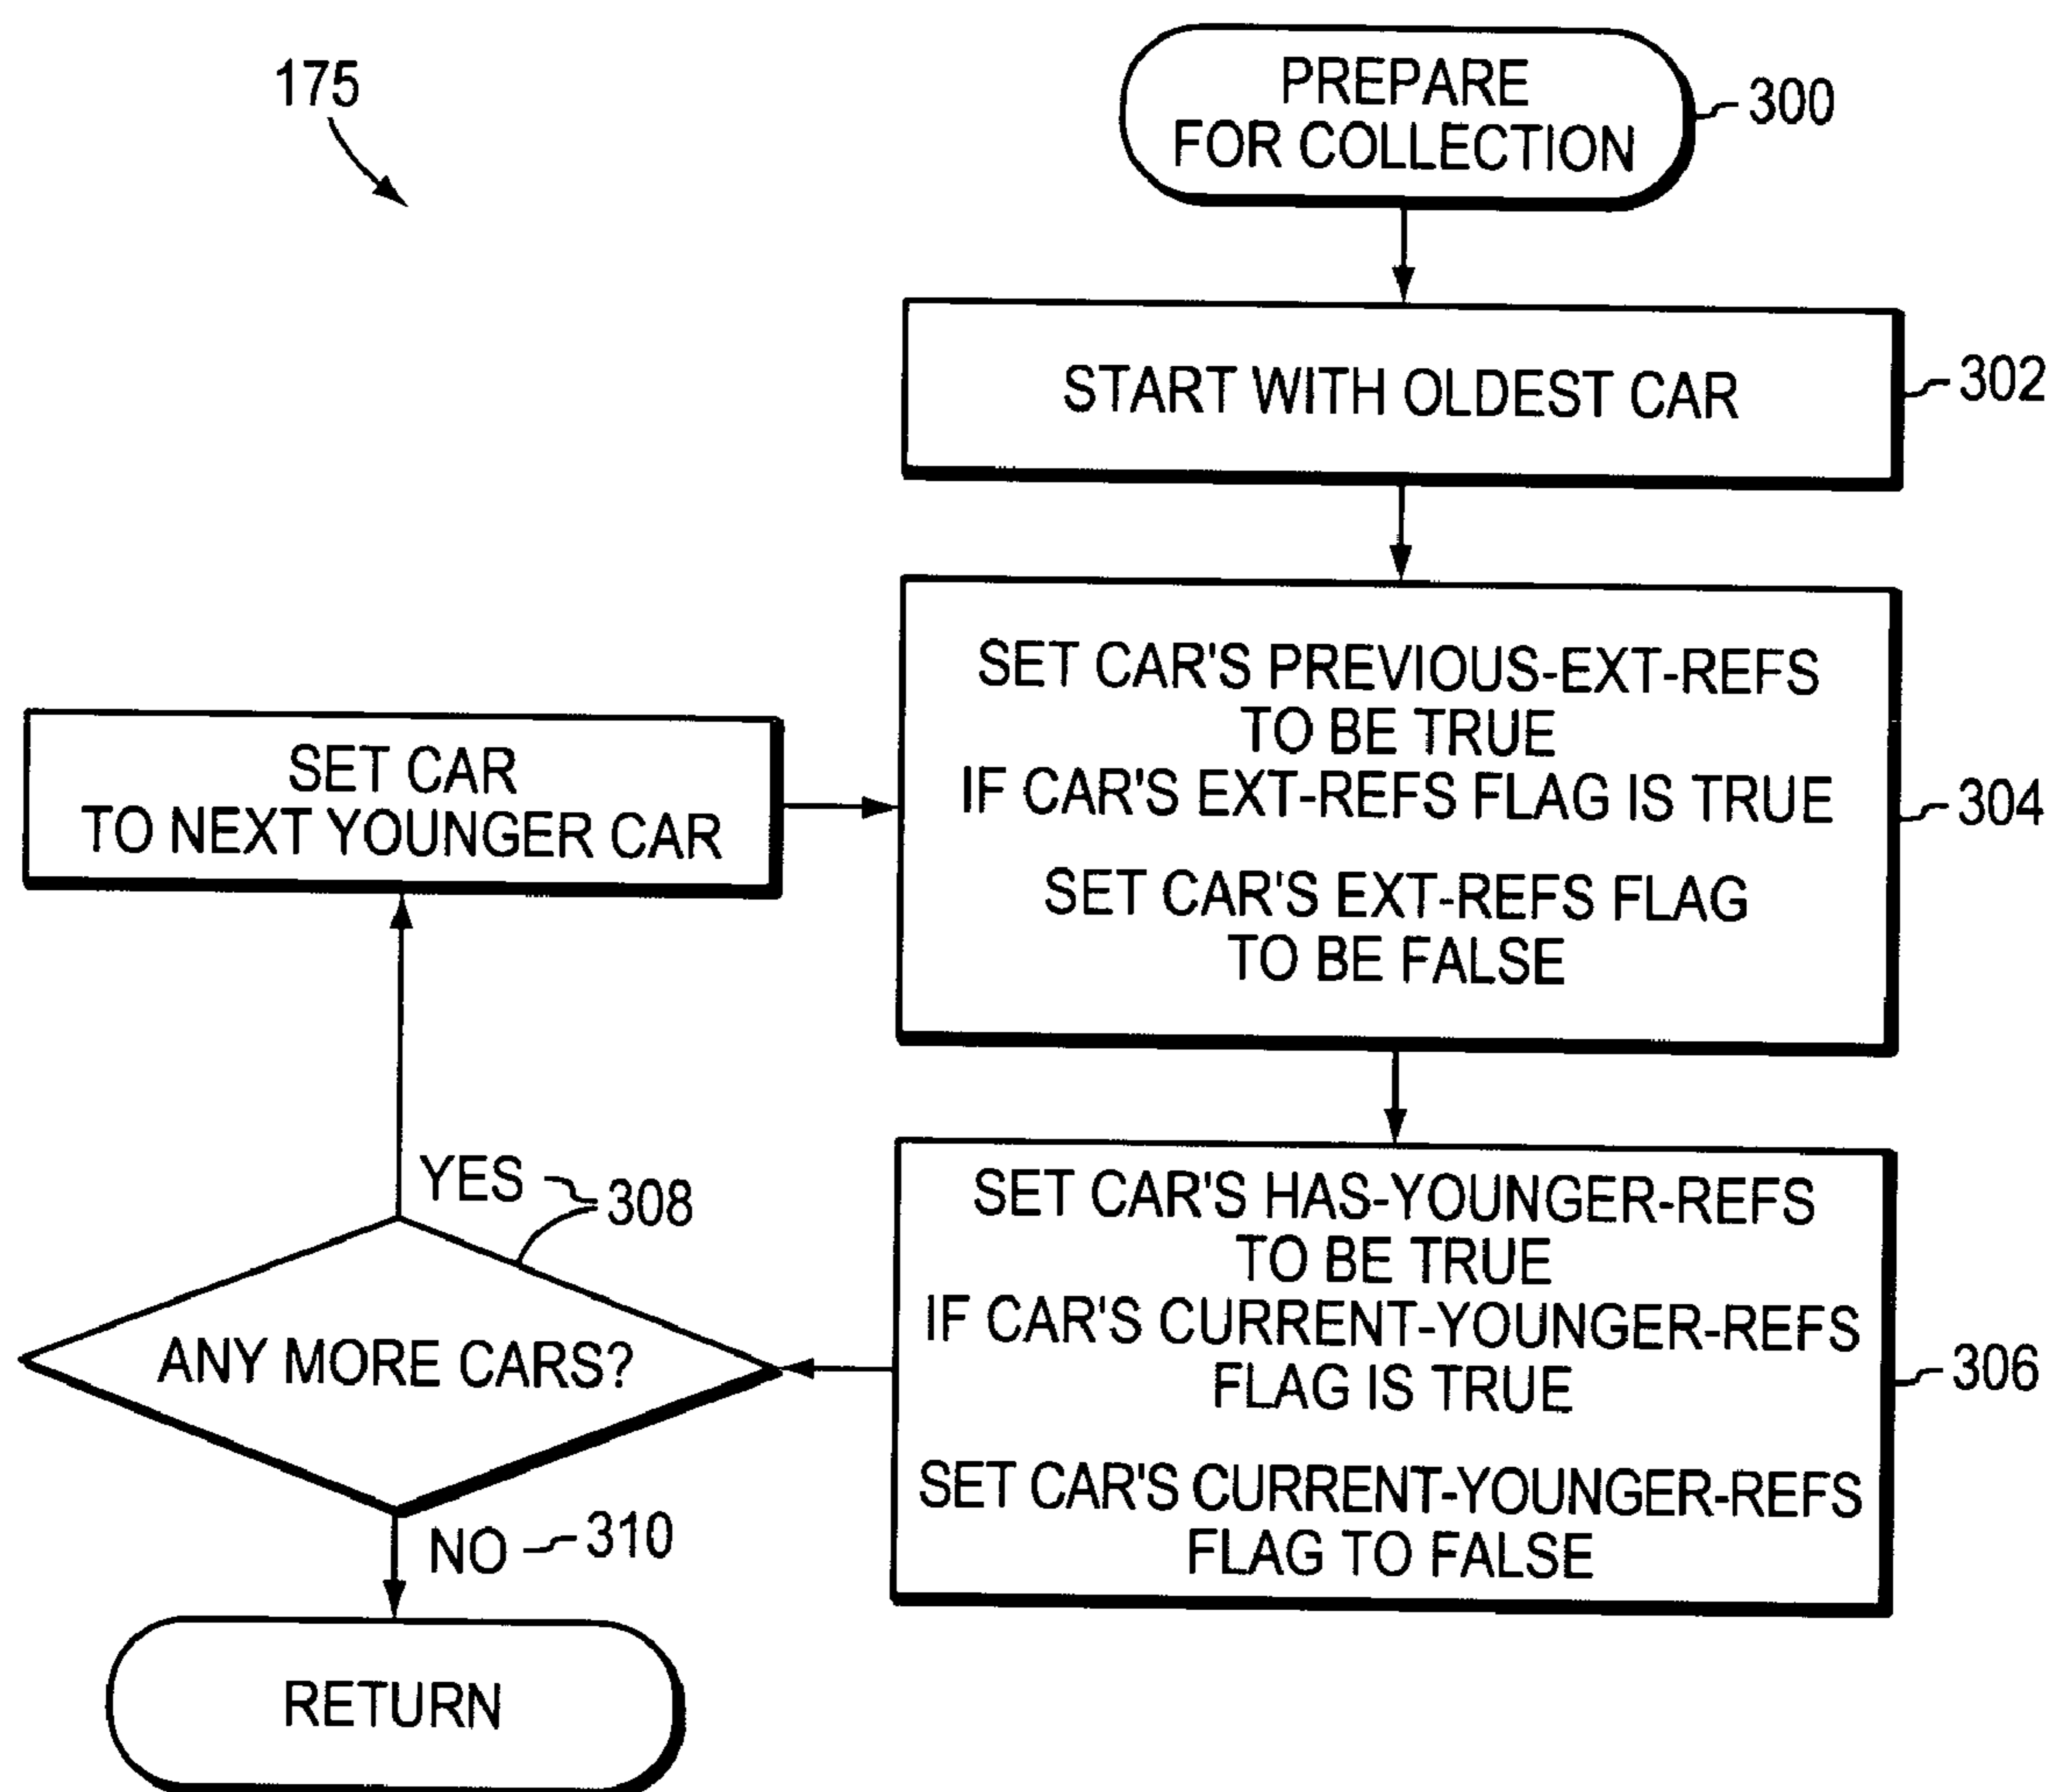 175
PREPARE
FOR COLLECTION
300
START WITH OLDEST CAR
302
SET CAR'S PREVIOUS-EXT-REFS
TO BE TRUE
IF CAR'S EXT-REFS FLAG IS TRUE
SET CAR'S EXT-REFS FLAG
TO BE FALSE
304
SET CAR
TO NEXT YOUNGER CAR
SET CAR'S HAS-YOUNGER-REFS
TO BE TRUE
IF CAR'S CURRENT-YOUNGER-REFS
FLAG IS TRUE
SET CAR'S CURRENT-YOUNGER-REFS
FLAG TO FALSE
306
YES
308
ANY MORE CARS?
NO
310
RETURN